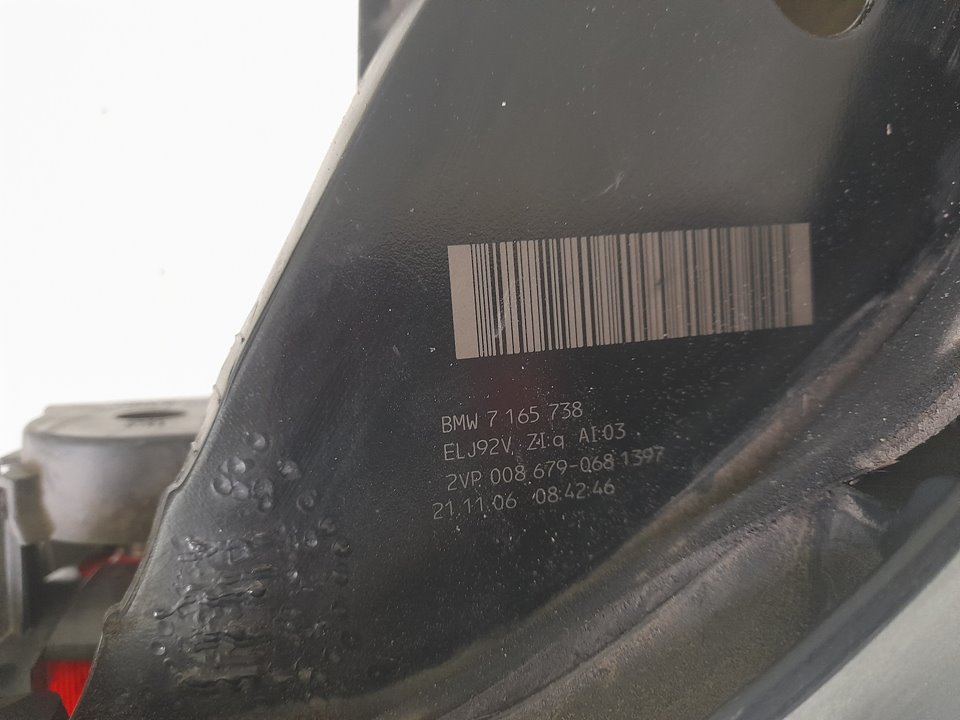 BMW 7 165 738
ELJ92V ZI:q AI:03
2VP 008 679-068 1397
21.11.06 08:42:46